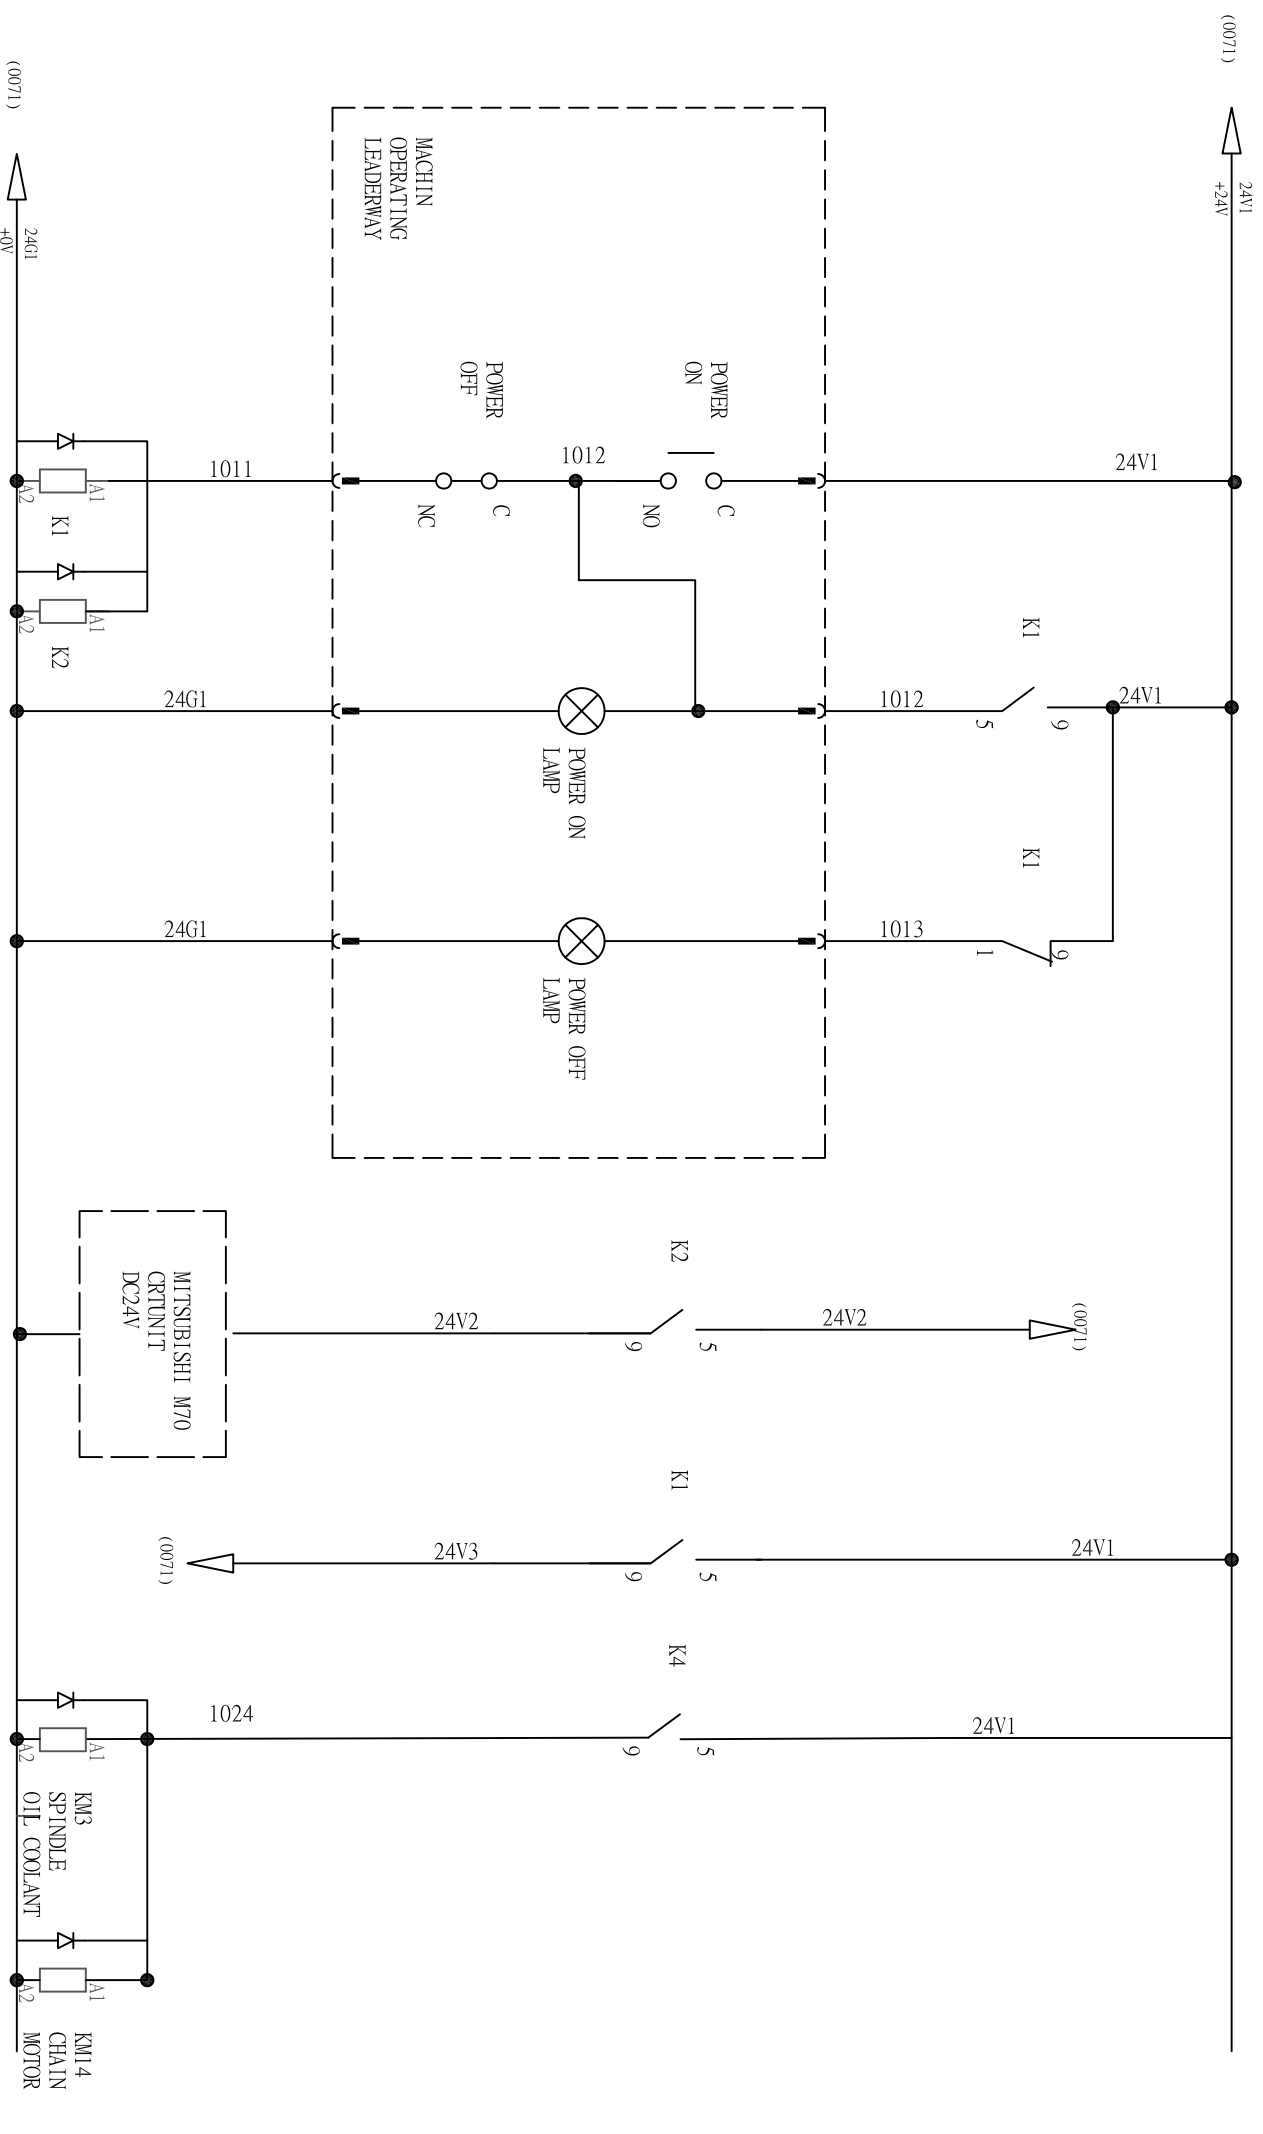 (0071)
24V1
+24V
(0071)
24G1
+0V
MACHIN
OPERATING
LEADERWAY
POWER
ON
C
NO
1012
POWER
OFF
C
NC
24V1
1011
A1
A2
K1
A1
A2
K2
K1
24V1
9
5
1012
POWER ON
LAMP
24G1
K1
9
1
1013
POWER OFF
LAMP
24G1
(0071)
24V2
K2
5
9
24V2
MITSUBISHI M70
CRTUNIT
DC24V
24V1
K1
5
9
24V3
(0071)
24V1
K4
5
9
1024
A1
A2
KM3
SPINDLE
OIL COOLANT
A1
A2
KM14
CHAIN
MOTOR